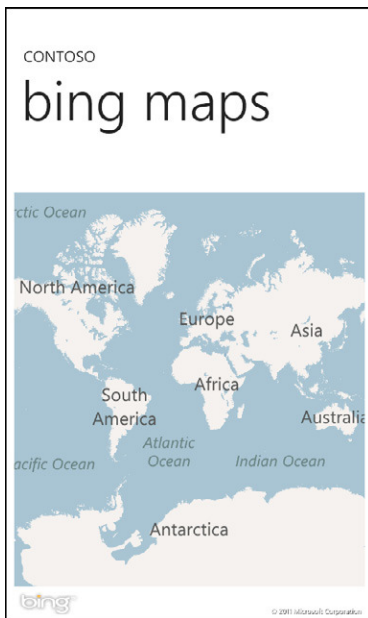 CONTOSO
bing maps
rctic Ocean
North America
Europe
Asia
Africa
South
America
Australia
Atlantic
Ocean
acific Ocean
Indian Ocean
Antarctica
bing
© 2011 Microsoft Corporation